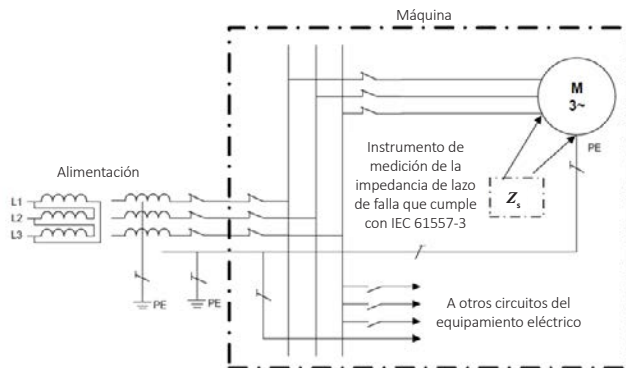 Máquina
M
3~
PE
Instrumento de
medición de la
impedancia de lazo
de falla que cumple
con IEC 61557-3
Zs
Alimentación
L1
L2
L3
PE
PE
A otros circuitos del
equipamiento eléctrico